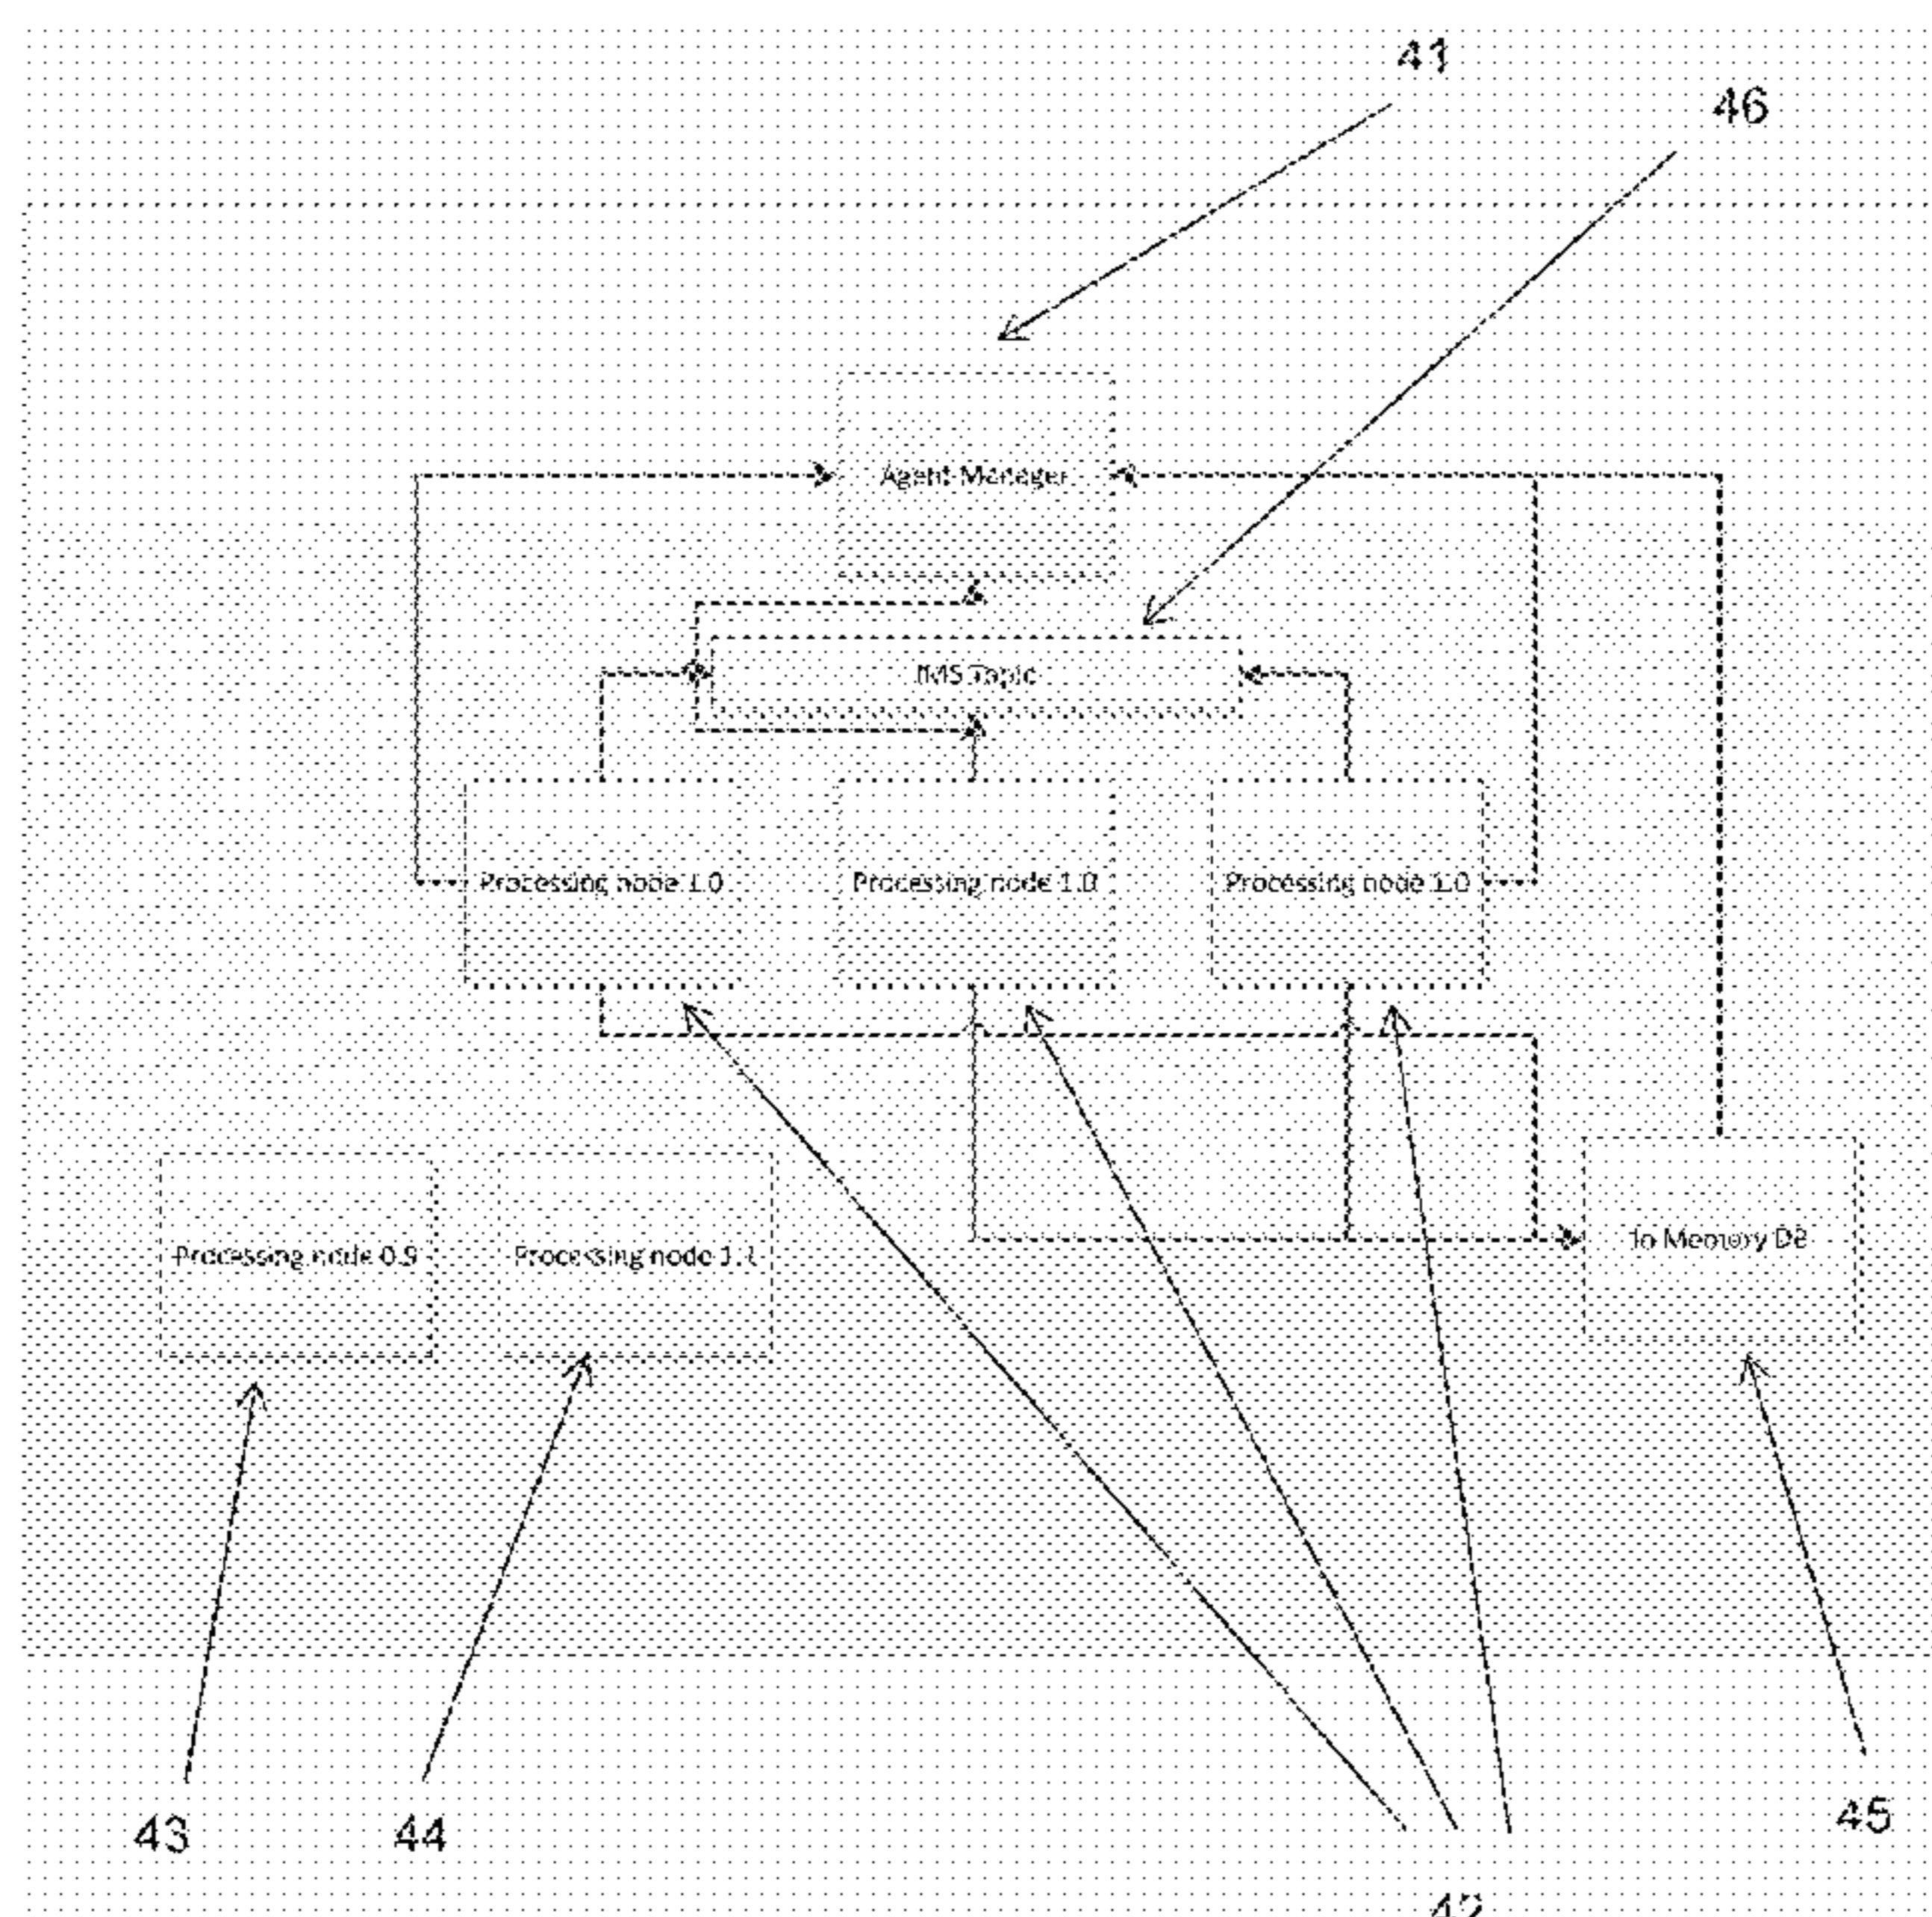 41
46
Agent Manager
JMS Topic
Processing node 1.0
Processing node 1.0
Processing node 1.0
Processing node 0.9
Processing node 1.1
In Memory DB
43
44
45
42